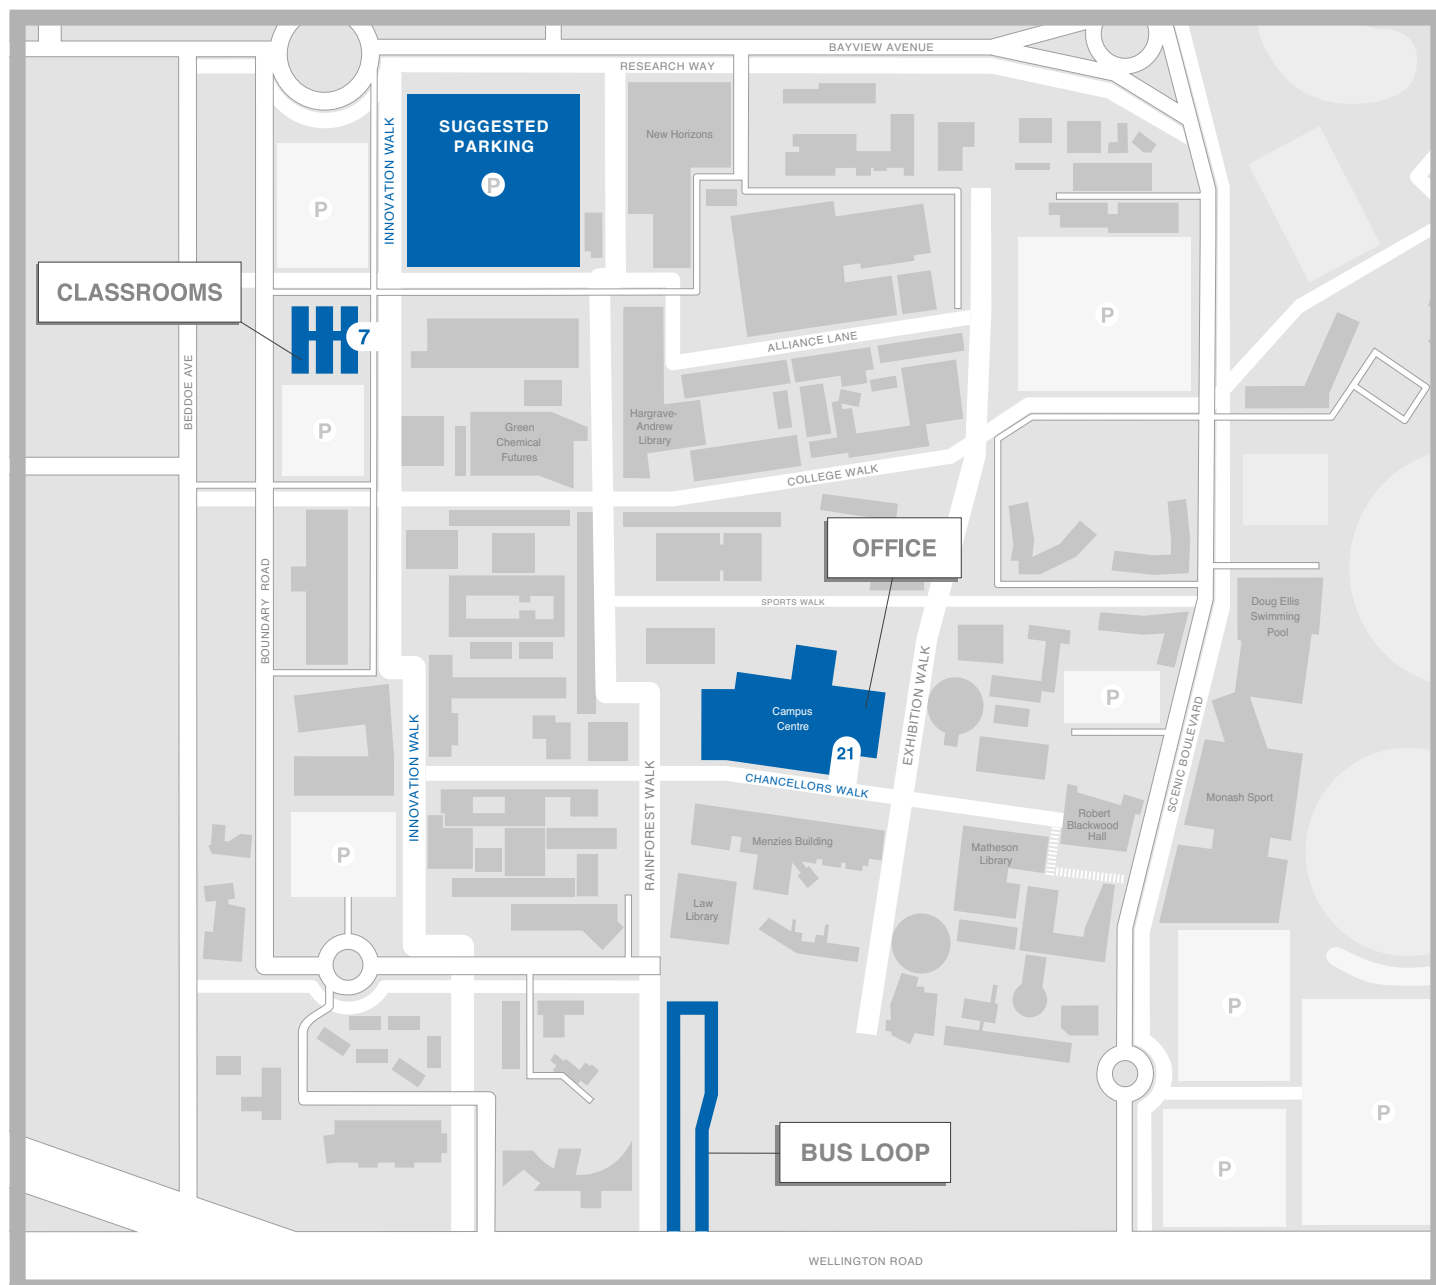 BAYVIEW AVENUE
RESEARCH WAY
SUGGESTED
PARKING
P
INNOVATION WALK
New Horizons
P
CLASSROOMS
7
P
ALLIANCE LANE
BEDDOE AVE
P
Green
Chemical
Futures
Hargrave-
Andrew
Library
COLLEGE WALK
OFFICE
BOUNDARY ROAD
SPORTS WALK
Doug Ellis
Swimming
Pool
EXHIBITION WALK
P
Campus
Centre
21
SCENIC BOULEVARD
INNOVATION WALK
RAINFOREST WALK
CHANCELLORS WALK
Monash Sport
Robert
Blackwood
Hall
Menzies Building
Matheson
Library
P
Law
Library
P
P
BUS LOOP
P
WELLINGTON ROAD